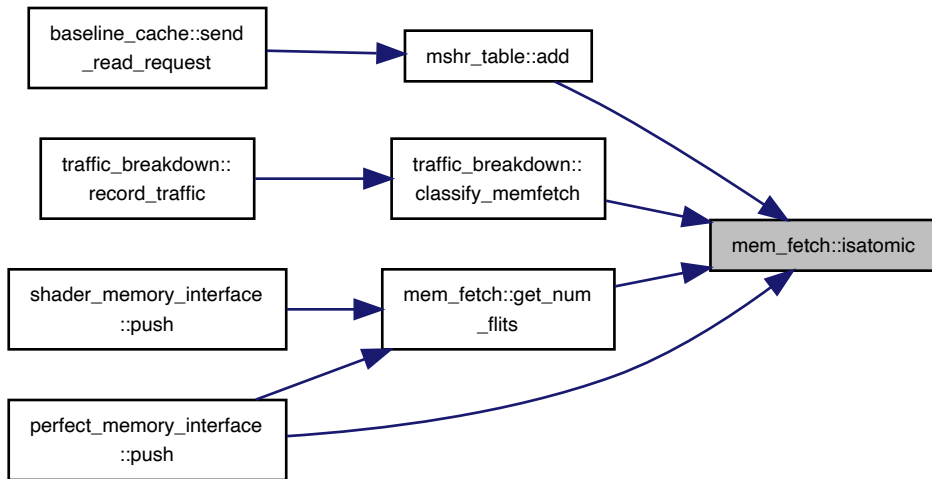 baseline_cache::send
_read_request
mshr_table::add
traffic_breakdown::
record_traffic
traffic_breakdown::
classify_memfetch
mem_fetch::isatomic
shader_memory_interface
::push
mem_fetch::get_num
_flits
perfect_memory_interface
::push